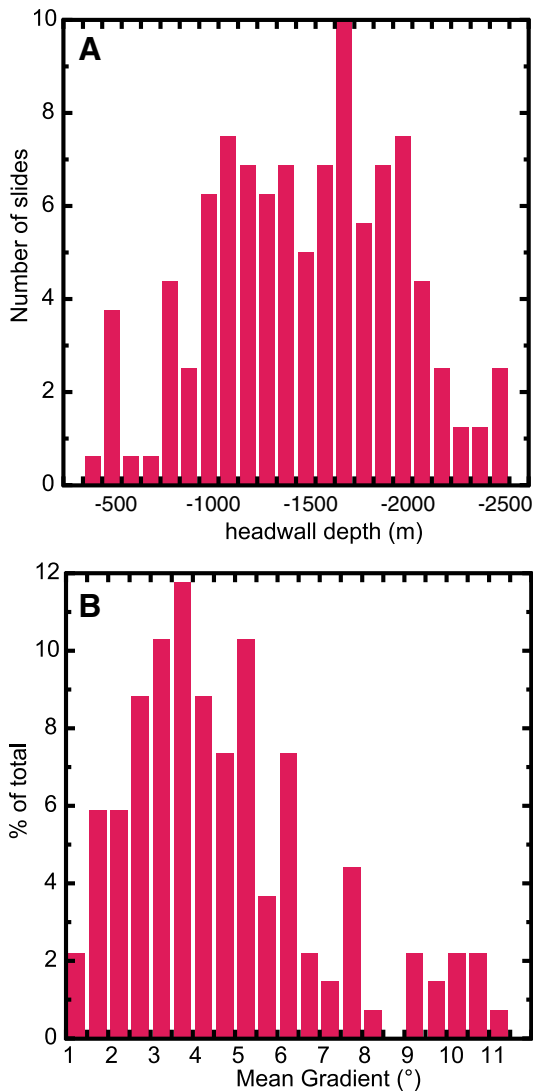 A
10
8
6
4
2
0
Number of slides
-500 -1000 -1500 -2000 -2500
headwall depth (m)
B
12
10
8
6
4
2
0
% of total
1 2 3 4 5 6 7 8 9 10 11
Mean Gradient (°)